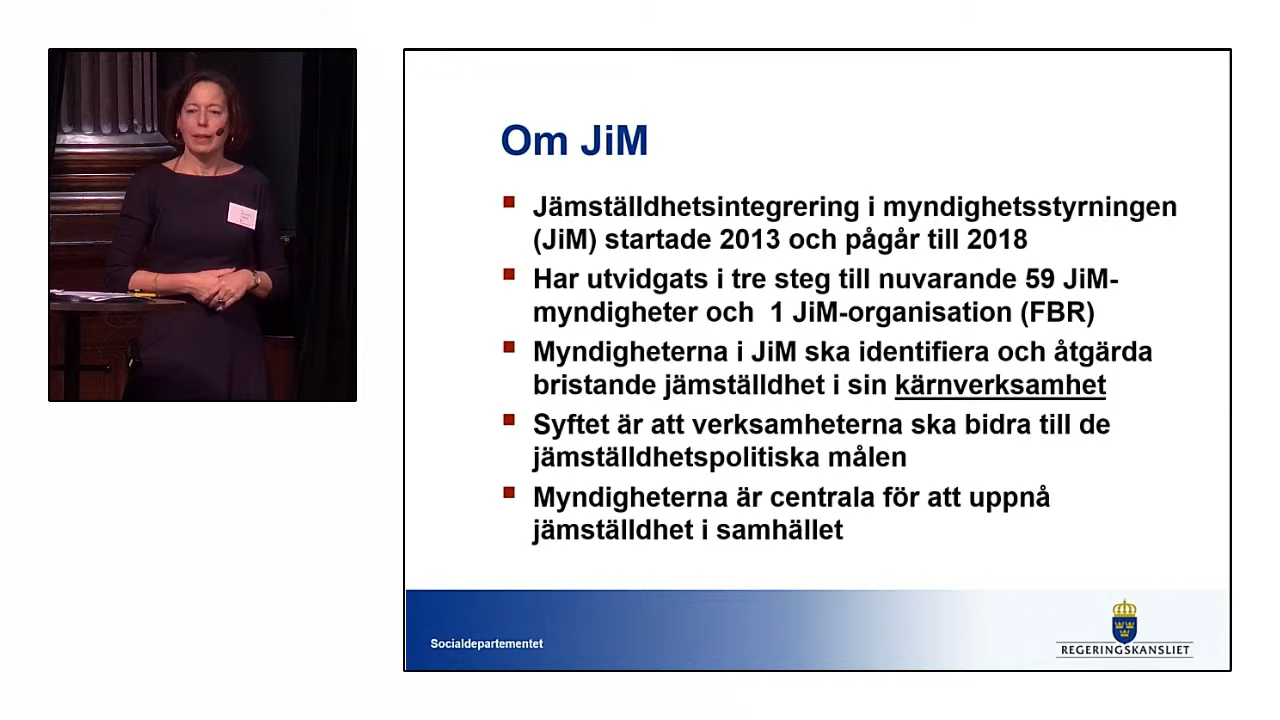 Om JiM
Jämställdhetsintegrering i myndighetsstyrningen
(JiM) startade 2013 och pågår till 2018
Har utvidgats i tre steg till nuvarande 59 JiM-
myndigheter och 1 JiM-organisation (FBR)
Myndigheterna i JiM ska identifiera och åtgärda
bristande jämställdhet i sin kärnverksamhet
Syftet är att verksamheterna ska bidra till de
jämställdhetspolitiska målen
Myndigheterna är centrala för att uppnå
jämställdhet i samhället
Socialdepartementet
REGERINGSKANSLIET